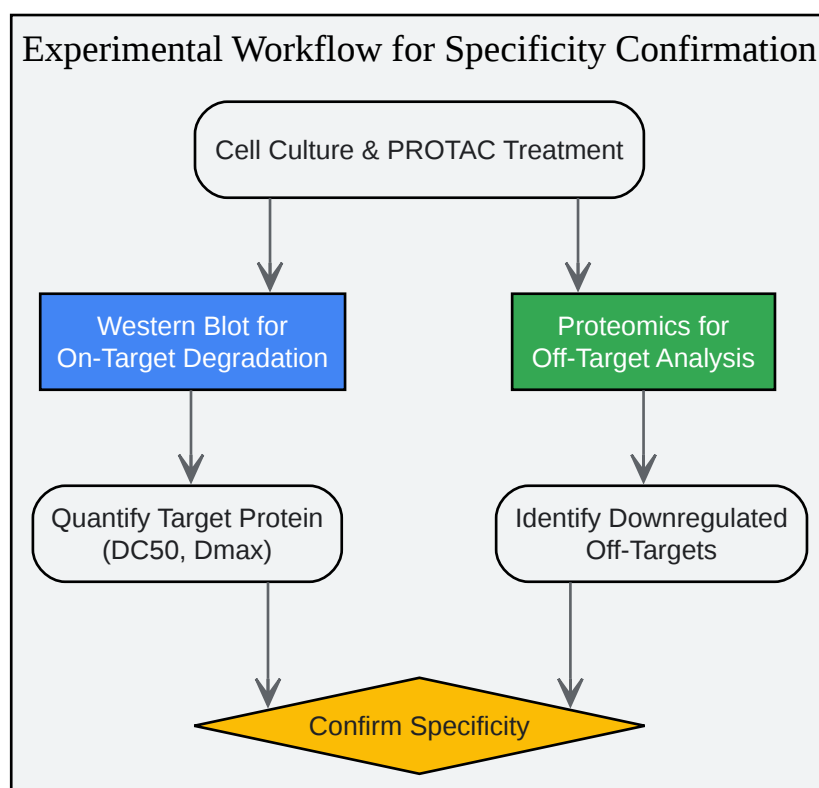 Experimental Workflow for Specificity Confirmation
Cell Culture & PROTAC Treatment
Western Blot for
On-Target Degradation
Proteomics for
Off-Target Analysis
Quantify Target Protein
(DC50, Dmax)
Identify Downregulated
Off-Targets
Confirm Specificity